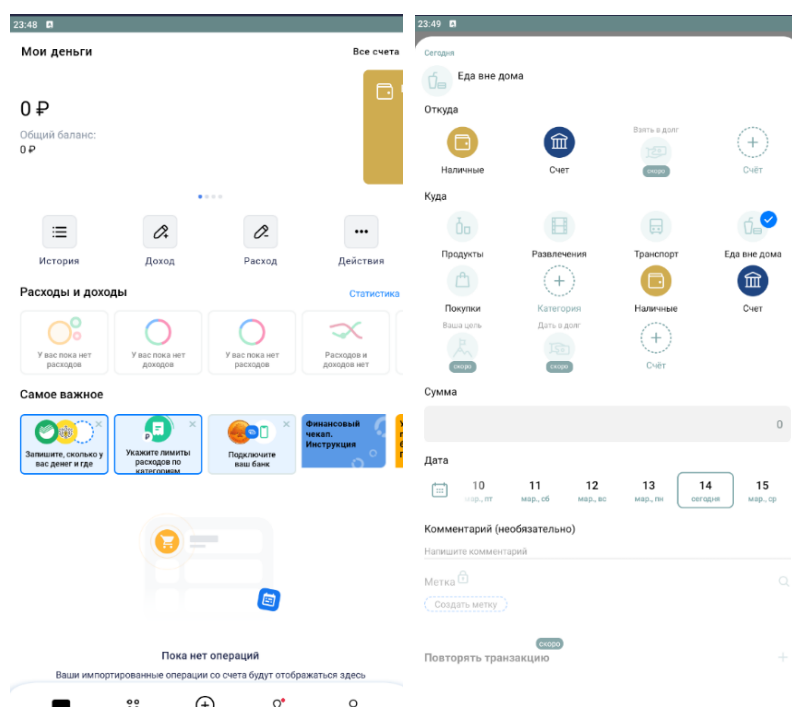 23:48
Мои деньги
Все счета
0 ₽
Общий баланс:
0 ₽
История
Доход
Расход
Действия
Расходы и доходы
Статистика
У вас пока нет
расходов
У вас пока нет
доходов
У вас пока нет
расходов
Расходов и
доходов нет
Самое важное
Запишите, сколько у
вас денег и где
Укажите лимиты
расходов по
категориям
Подключите
ваш банк
Финансовый
чекап.
Инструкция
Пока нет операций
Ваши импортированные операции со счета будут отображаться здесь
23:49
Сегодня
Еда вне дома
Откуда
Взять в долг
скоро
Наличные
Счет
Счёт
Куда
Продукты
Развлечения
Транспорт
Еда вне дома
Покупки
Категория
Наличные
Счет
Ваша цель
Дать в долг
скоро
скоро
Счёт
Сумма
0
Дата
10
мар., пт
11
мар., сб
12
мар., вс
13
мар., пн
14
сегодня
15
мар., ср
Комментарий (необязательно)
Напишите комментарий
Метка
Создать метку
скоро
Повторять транзакцию